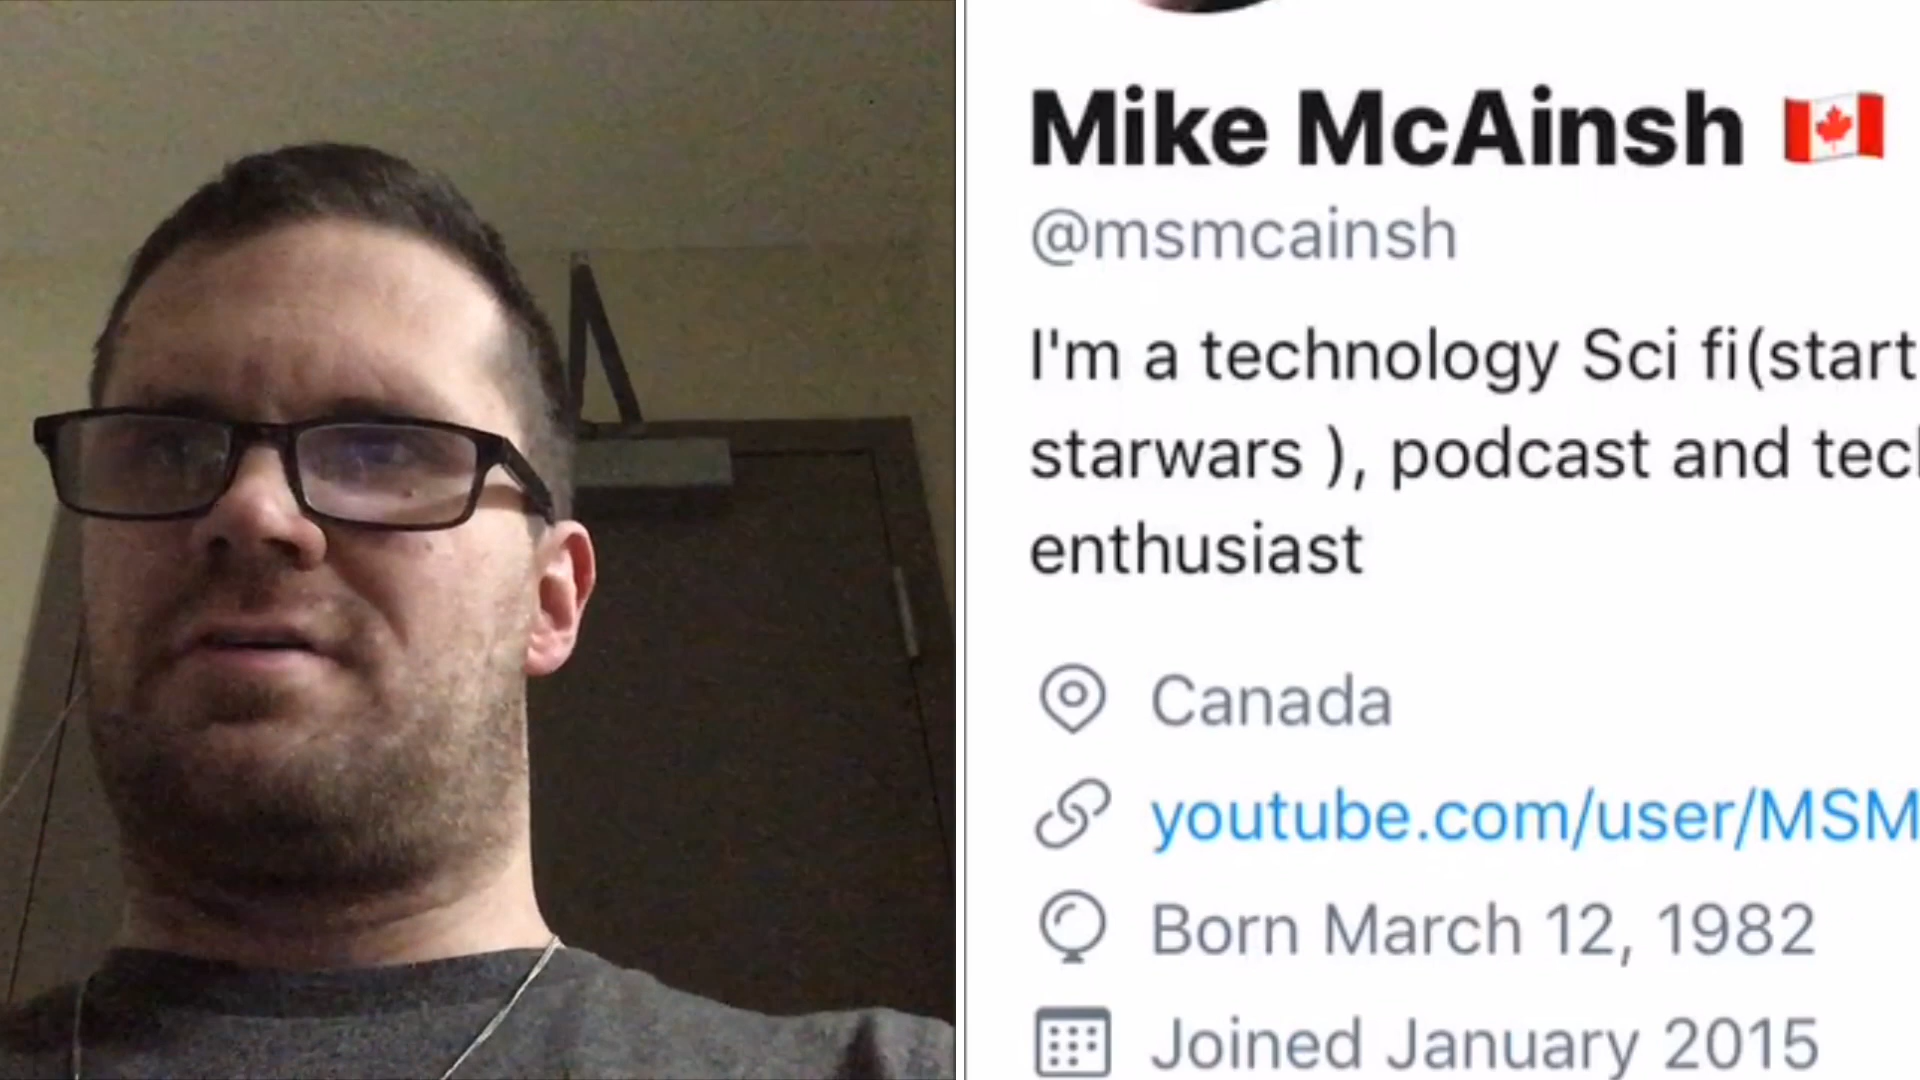 Mike McAinsh 🇨🇦
@msmcainsh
I'm a technology Sci fi(start
starwars ), podcast and tec
enthusiast
Canada
youtube.com/user/MSM
Born March 12, 1982
Joined January 2015